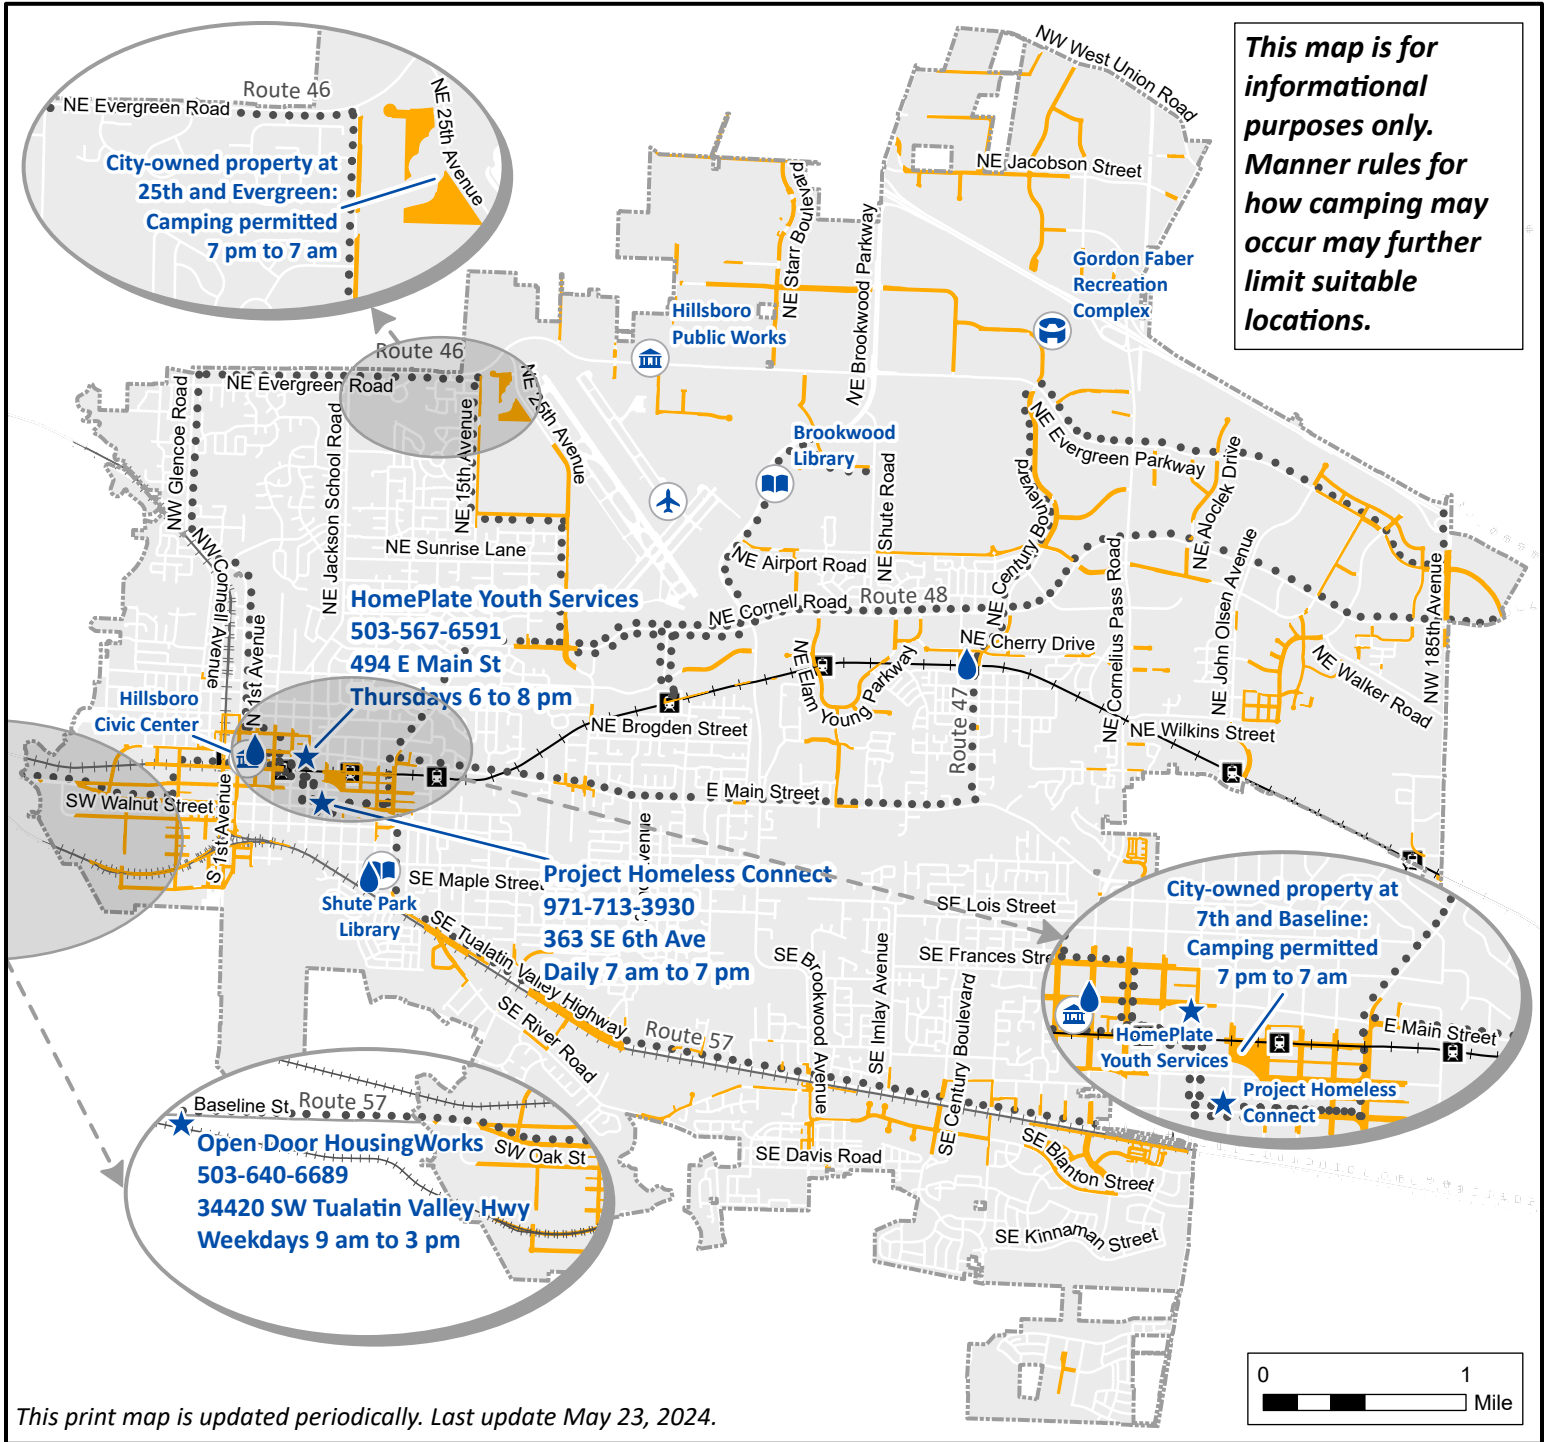 This map is for
informational
purposes only.
Manner rules for
how camping may
occur may further
limit suitable
locations.
Route 46
NE Evergreen Road
NE 25th Avenue
City-owned property at
25th and Evergreen:
Camping permitted
7 pm to 7 am
NW West Union Road
NE Jacobson Street
NE Starr Boulevard
NE Brookwood Parkway
Gordon Faber
Recreation
Complex
Hillsboro
Public Works
Route 46
NE Evergreen Road
NE 25th Avenue
NW Glencoe Road
NE Jackson School Road
NE 15th Avenue
Brookwood
Library
NE Shute Road
NE Evergreen Parkway
NE Century Boulevard
NE Aloclek Drive
NE Sunrise Lane
NE Airport Road
NW Connell Avenue
N 1st Avenue
NE Cornell Road
Route 48
NE Century Boulevard
NE Cornelius Pass Road
NE John Olsen Avenue
NW 185th Avenue
HomePlate Youth Services
503-567-6591
494 E Main St
Thursdays 6 to 8 pm
NE Cherry Drive
NE Elam Young Parkway
NE Walker Road
Hillsboro
Civic Center
NE Brogden Street
Route 47
NE Wilkins Street
SW Walnut Street
E Main Street
S 1st Avenue
Avenue
SE Maple Street
Project Homeless Connect
971-713-3930
363 SE 6th Ave
Daily 7 am to 7 pm
Shute Park
Library
SE Lois Street
SE Frances Stre
SE Tualatin Valley Highway
SE Brookwood Avenue
SE Imlay Avenue
SE Century Boulevard
SE River Road
Route 57
City-owned property at
7th and Baseline:
Camping permitted
7 pm to 7 am
E Main Street
HomePlate
Youth Services
Project Homeless
Connect
Baseline St
Route 57
SW Oak St
Open Door HousingWorks
503-640-6689
34420 SW Tualatin Valley Hwy
Weekdays 9 am to 3 pm
SE Davis Road
SE Blanton Street
SE Kinnaman Street
0 1
Mile
This print map is updated periodically. Last update May 23, 2024.